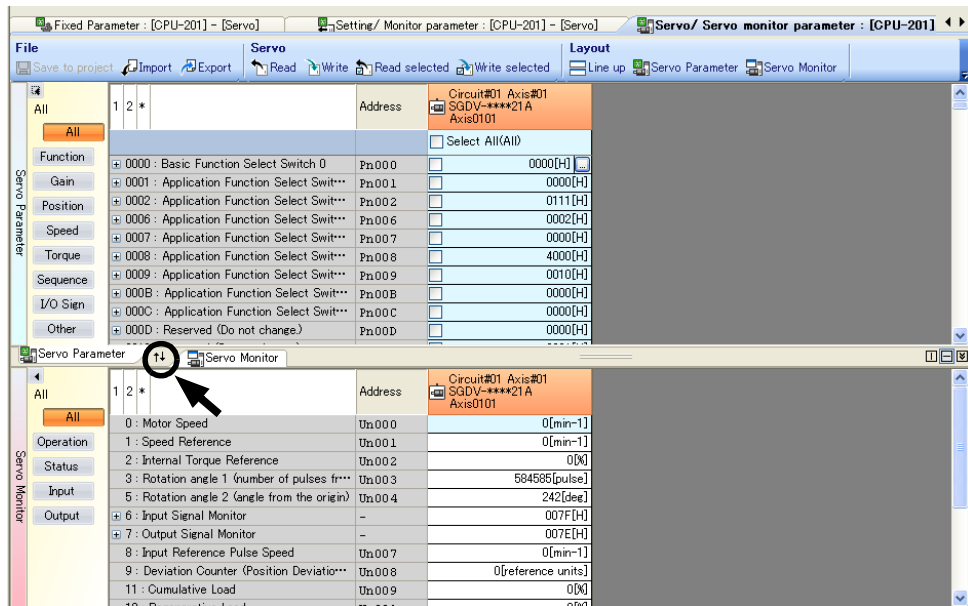 Fixed Parameter : [CPU-201] - [Servo] Setting/ Monitor parameter : [CPU-201] - [Servo] Servo/ Servo monitor parameter : [CPU-201]
File Servo Layout
Save to project Import Export Read Write Read selected Write selected Line up Servo Parameter Servo Monitor
Servo Parameter
All
All
Function
Gain
Position
Speed
Torque
Sequence
I/O Sign
Other
1 2 * Address Circuit#01 Axis#01
SGDV-****21A
Axis0101
Select All(All)
0000 : Basic Function Select Switch 0 Pn000 0000[H] ...
0001 : Application Function Select Swit··· Pn001 0000[H]
0002 : Application Function Select Swit··· Pn002 0111[H]
0006 : Application Function Select Swit··· Pn006 0002[H]
0007 : Application Function Select Swit··· Pn007 0000[H]
0008 : Application Function Select Swit··· Pn008 4000[H]
0009 : Application Function Select Swit··· Pn009 0010[H]
000B : Application Function Select Swit··· Pn00B 0000[H]
000C : Application Function Select Swit··· Pn00C 0000[H]
000D : Reserved (Do not change.) Pn00D 0000[H]
Servo Parameter Servo Monitor
Servo Monitor
All
All
Operation
Status
Input
Output
1 2 * Address Circuit#01 Axis#01
SGDV-****21A
Axis0101
0 : Motor Speed Un000 0[min-1]
1 : Speed Reference Un001 0[min-1]
2 : Internal Torque Reference Un002 0[%]
3 : Rotation angle 1 (number of pulses fr··· Un003 584585[pulse]
5 : Rotation angle 2 (angle from the origin) Un004 242[deg]
6 : Input Signal Monitor - 007F[H]
7 : Output Signal Monitor - 007E[H]
8 : Input Reference Pulse Speed Un007 0[min-1]
9 : Deviation Counter (Position Deviatio··· Un008 0[reference units]
11 : Cumulative Load Un009 0[%]